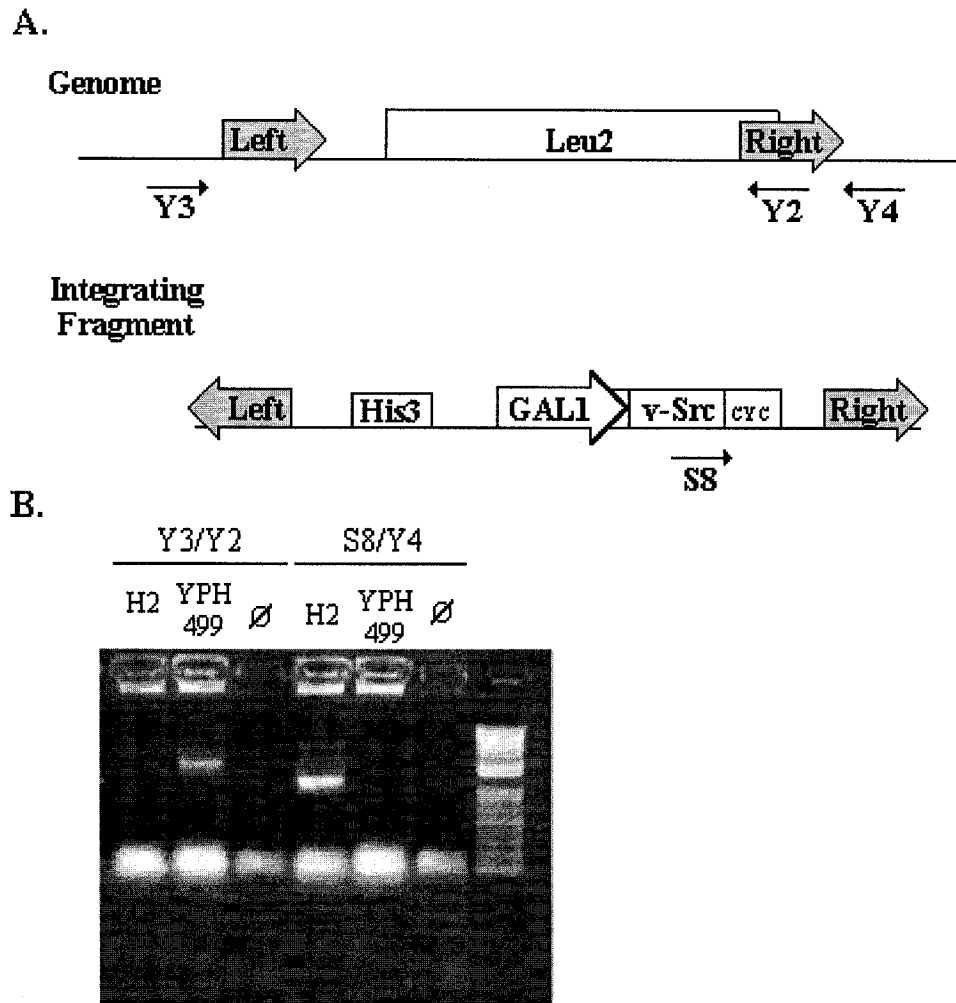 A.
Genome
Left
Leu2
Right
Y3
Y2
Y4
Integrating
Fragment
Left
His3
GAL1
v-Src
CYC
Right
S8
B.
Y3/Y2
S8/Y4
H2
YPH
499
Ø
H2
YPH
499
Ø